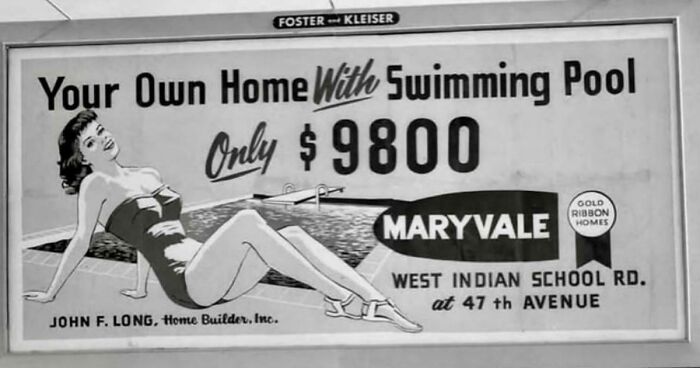 FOSTER and KLEISER
Your Own Home With Swimming Pool
Only $9800
MARYVALE
GOLD
RIBBON
HOMES
WEST INDIAN SCHOOL RD.
at 47 th AVENUE
JOHN F. LONG, Home Builder, Inc.